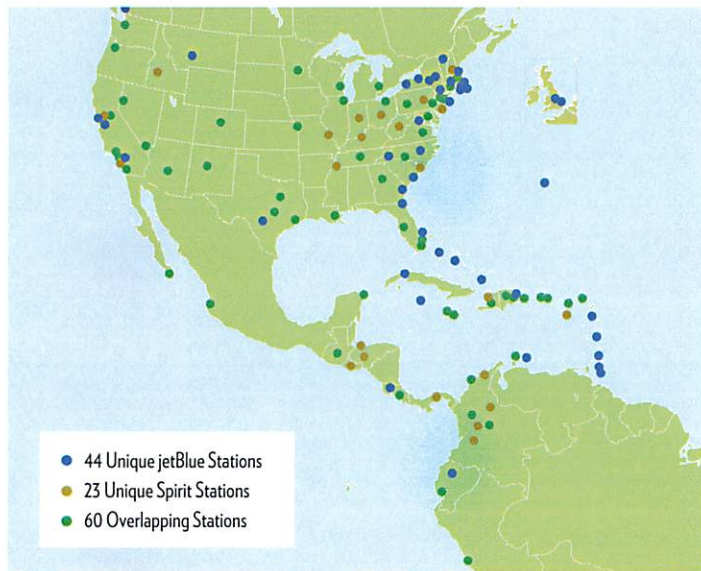 44 Unique jetBlue Stations
23 Unique Spirit Stations
60 Overlapping Stations